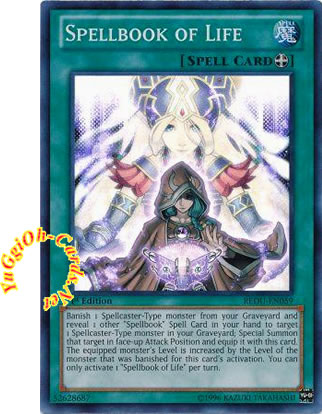 SPELLBOOK OF LIFE
SPELL
[SPELL CARD]
YuGgiOh-Cards.Net
1st Edition
REDU-EN059
Banish 1 Spellcaster-Type monster from your Graveyard and
reveal 1 other "Spellbook" Spell Card in your hand to target
1 Spellcaster-Type monster in your Graveyard; Special Summon
that target in face-up Attack Position and equip it with this card.
The equipped monster's Level is increased by the Level of
the monster that was banished for this card's activation. You can
only activate 1 "Spellbook of Life" per turn.
52628687
©1996 KAZUKI TAKAHASHI